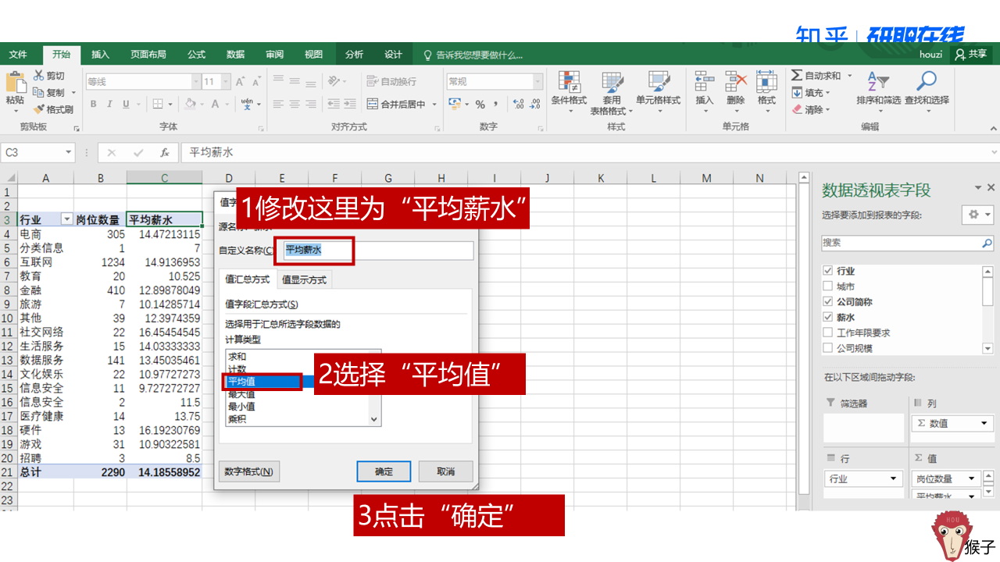 知乎 | 研职在线
文件 开始 插入 页面布局 公式 数据 审阅 视图 分析 设计 告诉我您想要做什么... houzi 共享
剪切
复制
格式刷
粘贴
剪贴板
等线 11
B I U
字体
自动换行
合并后居中
对齐方式
常规
数字
条件格式 套用 表格格式 单元格样式
样式
插入 删除 格式
单元格
自动求和
填充
清除
排序和筛选 查找和选择
编辑
C3 平均薪水
A B C D E F G H I J K L M N
1
2
3 行业 岗位数量 平均薪水
4 电商 305 14.47213115
5 分类信息 1 7
6 互联网 1234 14.9136953
7 教育 20 10.525
8 金融 410 12.89878049
9 旅游 7 10.14285714
10 其他 39 12.3974359
11 社交网络 22 16.45454545
12 生活服务 15 14.03333333
13 数据服务 141 13.45035461
14 文化娱乐 22 10.97727273
15 信息安全 11 9.727272727
16 信息安全 2 11.5
17 医疗健康 14 13.75
18 硬件 13 16.19230769
19 游戏 31 10.90322581
20 招聘 3 8.5
21 总计 2290 14.18558952
22
23
值字
1修改这里为“平均薪水”
源名
自定义名称(C 平均薪水
值汇总方式 值显示方式
值字段汇总方式(S)
选择用于汇总所选字段数据的
计算类型
求和
计数
平均值
最大值
最小值
乘积
2选择“平均值”
数字格式(N) 确定 取消
3点击“确定”
数据透视表字段
选择要添加到报表的字段:
搜索
行业
城市
公司简称
薪水
工作年限要求
公司规模
在以下区域间拖动字段:
筛选器 列
Σ 数值
行 Σ 值
行业 岗位数量
平均薪水
HOU
猴子